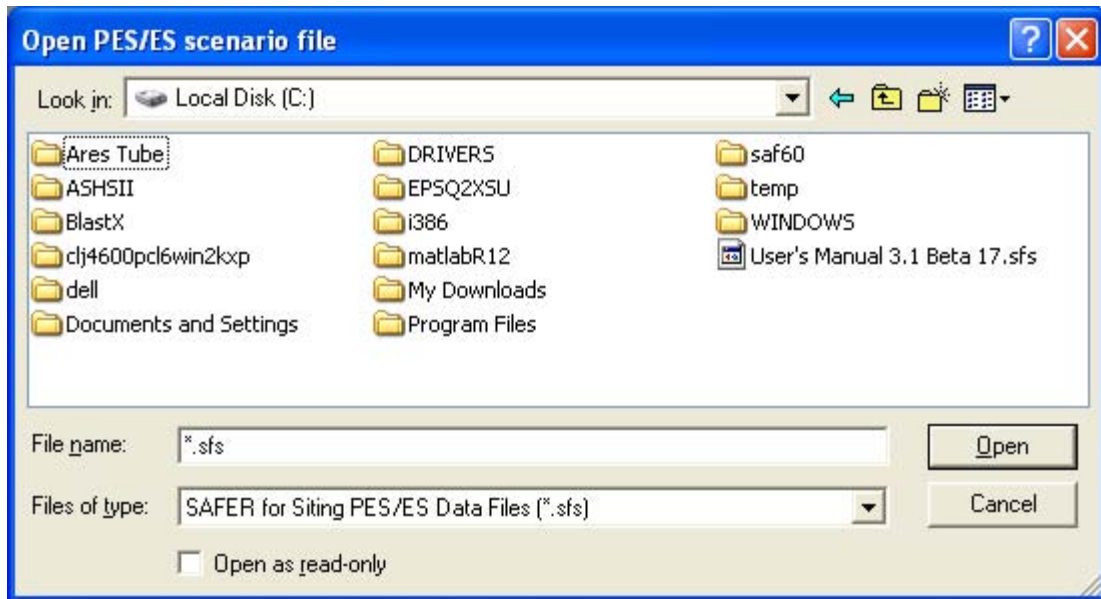 Open PES/ES scenario file
Look in: Local Disk (C:)
Ares Tube
ASHSII
BlastX
clj4600pcl6win2kxp
dell
Documents and Settings
DRIVERS
EPSQ2XSU
i386
matlabR12
My Downloads
Program Files
saf60
temp
WINDOWS
User's Manual 3.1 Beta 17.sfs
File name: *.sfs
Open
Files of type: SAFER for Siting PES/ES Data Files (*.sfs)
Cancel
Open as read-only